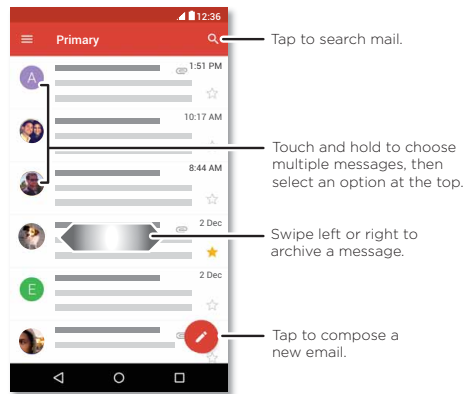 12:36
Primary
Tap to search mail.
A
1:51 PM
10:17 AM
Touch and hold to choose
multiple messages, then
select an option at the top.
8:44 AM
2 Dec
Swipe left or right to
archive a message.
2 Dec
E
Tap to compose a
new email.